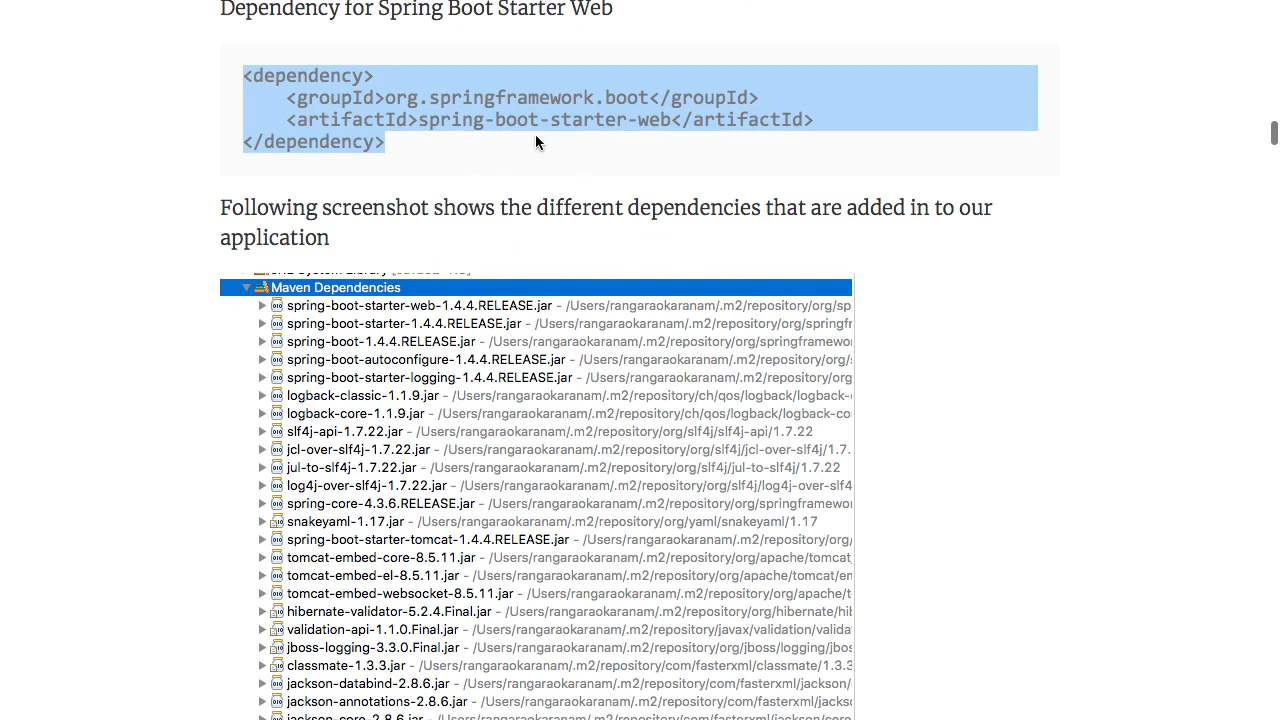 Dependency for Spring Boot Starter Web
<dependency>
<groupId>org.springframework.boot</groupId>
<artifactId>spring-boot-starter-web</artifactId>
</dependency>
Following screenshot shows the different dependencies that are added in to our
application
Maven Dependencies
spring-boot-starter-web-1.4.4.RELEASE.jar - /Users/rangaraokaranam/.m2/repository/org/sp
spring-boot-starter-1.4.4.RELEASE.jar - /Users/rangaraokaranam/.m2/repository/org/springfr
spring-boot-1.4.4.RELEASE.jar - /Users/rangaraokaranam/.m2/repository/org/springframewor
spring-boot-autoconfigure-1.4.4.RELEASE.jar - /Users/rangaraokaranam/.m2/repository/org/
spring-boot-starter-logging-1.4.4.RELEASE.jar - /Users/rangaraokaranam/.m2/repository/org
logback-classic-1.1.9.jar - /Users/rangaraokaranam/.m2/repository/ch/qos/logback/logback-
logback-core-1.1.9.jar - /Users/rangaraokaranam/.m2/repository/ch/qos/logback/logback-co
slf4j-api-1.7.22.jar - /Users/rangaraokaranam/.m2/repository/org/slf4j/slf4j-api/1.7.22
jcl-over-slf4j-1.7.22.jar - /Users/rangaraokaranam/.m2/repository/org/slf4j/jcl-over-slf4j/1.7.
jul-to-slf4j-1.7.22.jar - /Users/rangaraokaranam/.m2/repository/org/slf4j/jul-to-slf4j/1.7.22
log4j-over-slf4j-1.7.22.jar - /Users/rangaraokaranam/.m2/repository/org/slf4j/log4j-over-slf4
spring-core-4.3.6.RELEASE.jar - /Users/rangaraokaranam/.m2/repository/org/springframewor
snakeyaml-1.17.jar - /Users/rangaraokaranam/.m2/repository/org/yaml/snakeyaml/1.17
spring-boot-starter-tomcat-1.4.4.RELEASE.jar - /Users/rangaraokaranam/.m2/repository/org/
tomcat-embed-core-8.5.11.jar - /Users/rangaraokaranam/.m2/repository/org/apache/tomcat
tomcat-embed-el-8.5.11.jar - /Users/rangaraokaranam/.m2/repository/org/apache/tomcat/en
tomcat-embed-websocket-8.5.11.jar - /Users/rangaraokaranam/.m2/repository/org/apache/t
hibernate-validator-5.2.4.Final.jar - /Users/rangaraokaranam/.m2/repository/org/hibernate/hi
validation-api-1.1.0.Final.jar - /Users/rangaraokaranam/.m2/repository/javax/validation/valida
jboss-logging-3.3.0.Final.jar - /Users/rangaraokaranam/.m2/repository/org/jboss/logging/jbos
classmate-1.3.3.jar - /Users/rangaraokaranam/.m2/repository/com/fasterxml/classmate/1.3.3
jackson-databind-2.8.6.jar - /Users/rangaraokaranam/.m2/repository/com/fasterxml/jackson/
jackson-annotations-2.8.6.jar - /Users/rangaraokaranam/.m2/repository/com/fasterxml/jacks